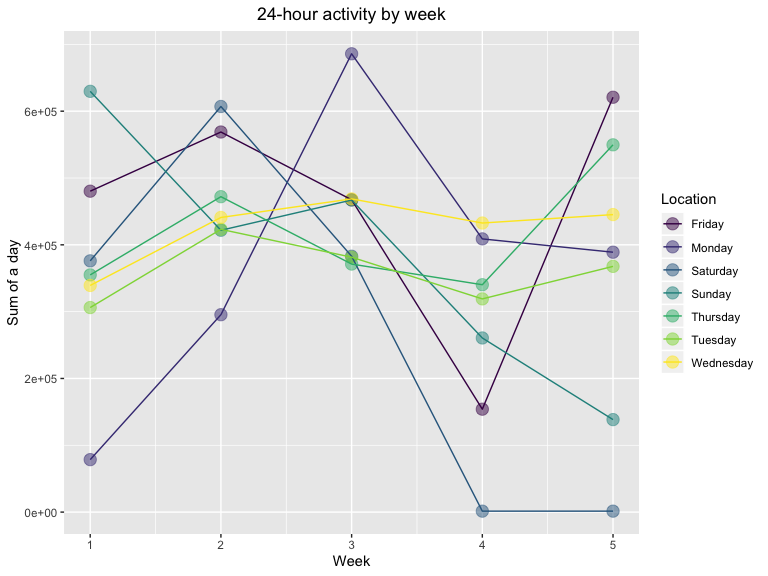 24-hour activity by week
Sum of a day
6e+05
4e+05
2e+05
0e+00
1 2 3 4 5
Week
Location
Friday
Monday
Saturday
Sunday
Thursday
Tuesday
Wednesday